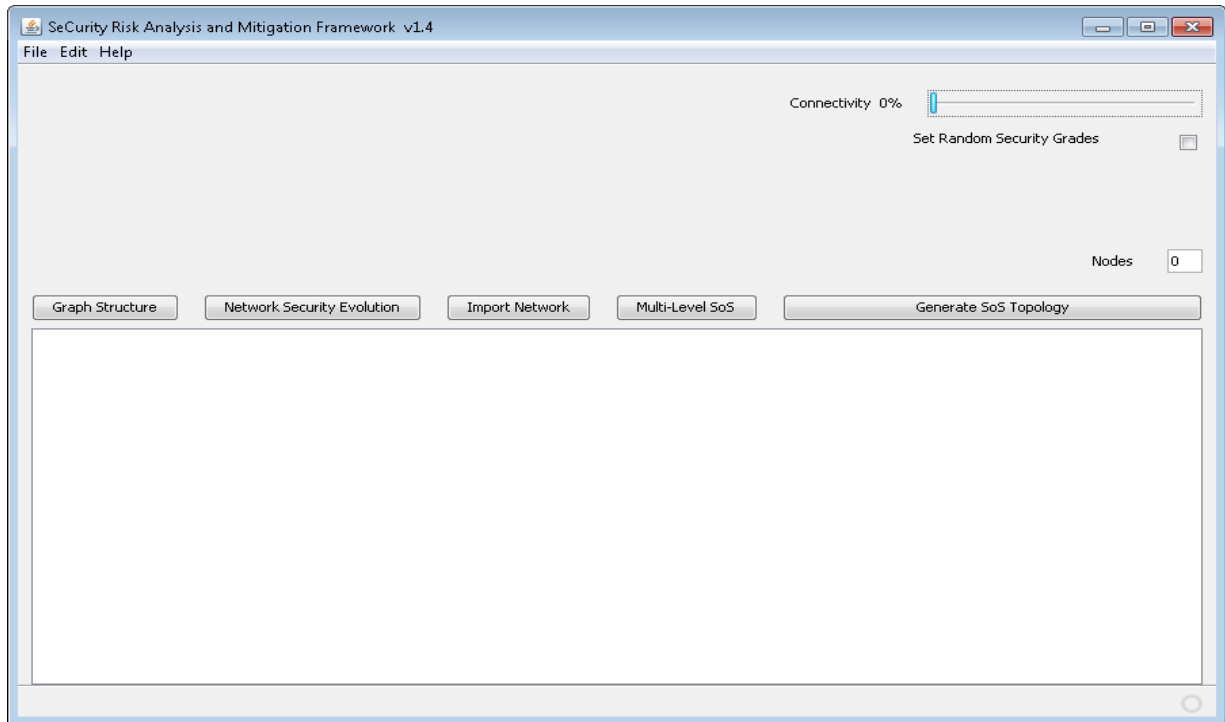 SeCurity Risk Analysis and Mitigation Framework v1.4
File Edit Help
Connectivity 0%
Set Random Security Grades
Nodes 0
Graph Structure Network Security Evolution Import Network Multi-Level SoS Generate SoS Topology